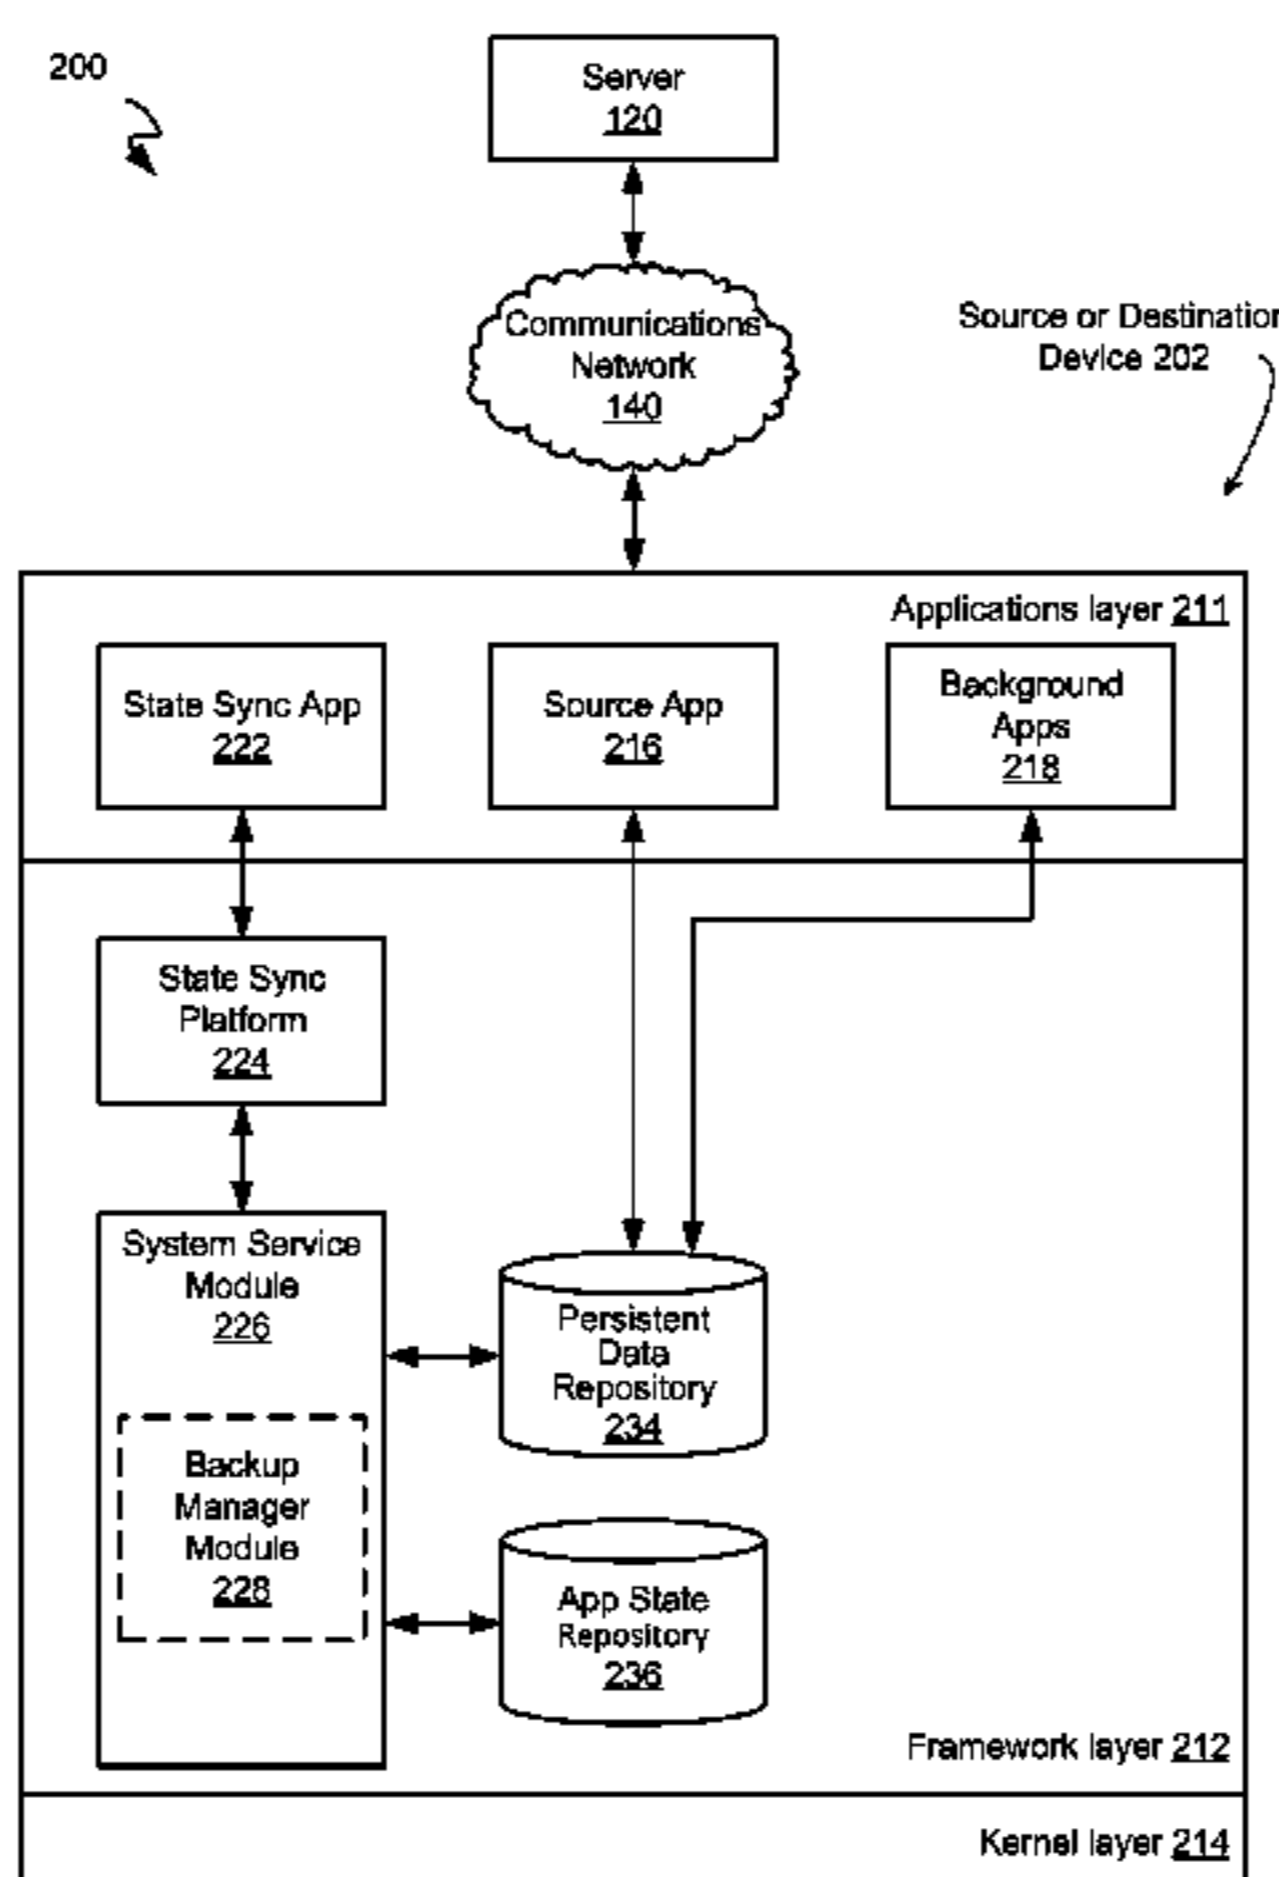 200
Server
120
Communications
Network
140
Source or Destination
Device 202
Applications layer 211
State Sync App
222
Source App
216
Background
Apps
218
State Sync
Platform
224
System Service
Module
226
Persistent
Data
Repository
234
Backup
Manager
Module
228
App State
Repository
236
Framework layer 212
Kernel layer 214